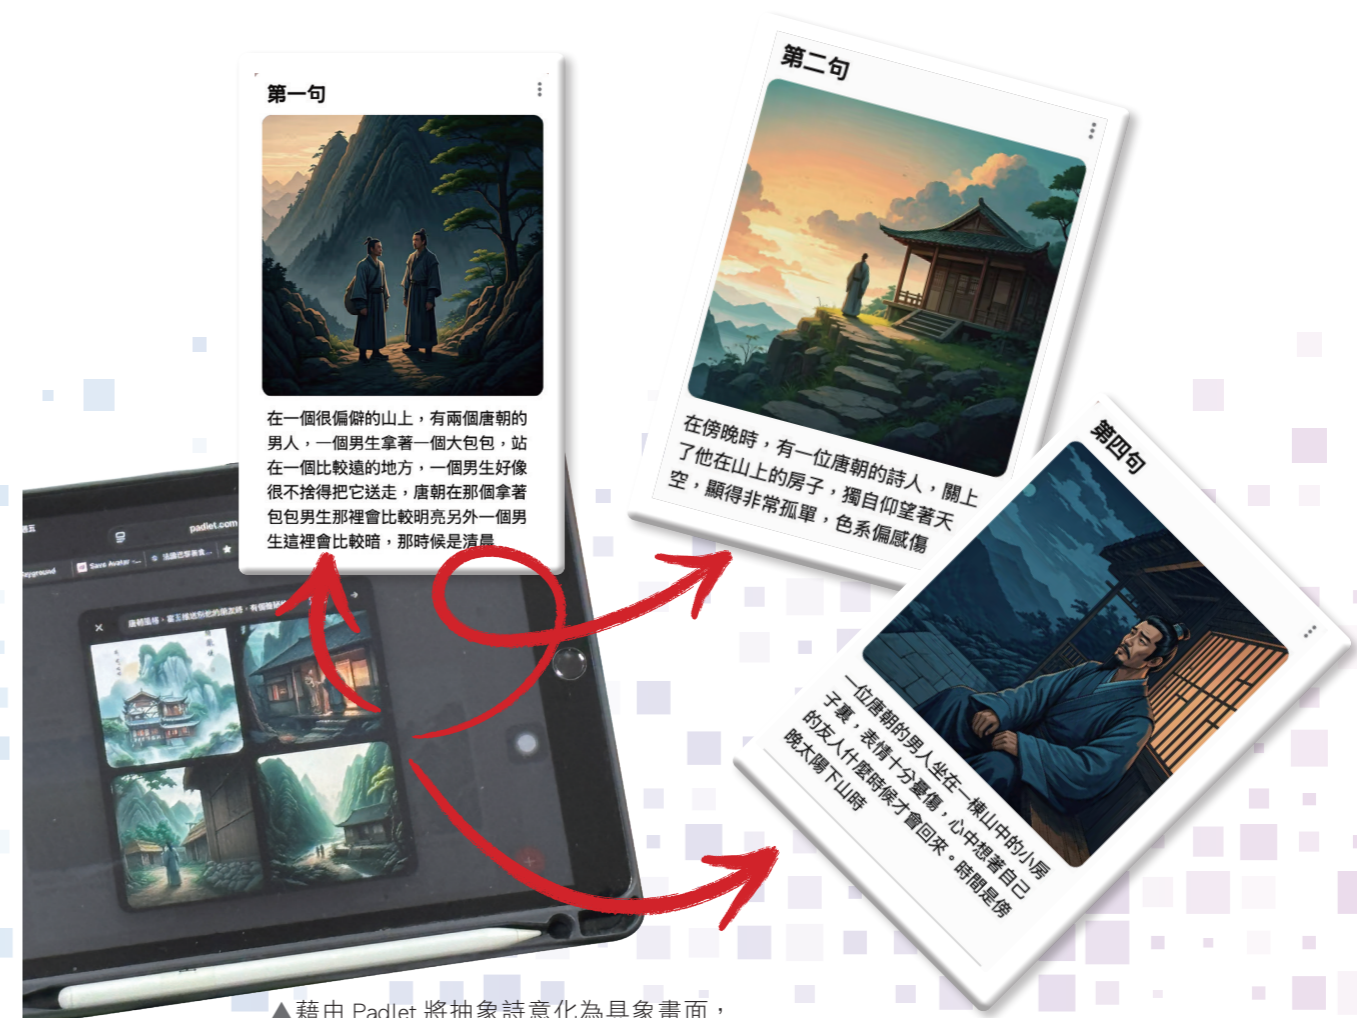 第一句
在一個很偏僻的山上，有兩個唐朝的
男人，一個男生拿著一個大包包，站
在一個比較遠的地方，一個男生好像
很不捨得把它送走，唐朝在那個拿著
包包男生那裡會比較明亮另外一個男
生這裡會比較暗，那時候是清晨
第二句
在傍晚時，有一位唐朝的詩人，關上
了他在山上的房子，獨自仰望著天
空，顯得非常孤單，色系偏感傷
第四句
一位唐朝的男人坐在一棟山中的小房
子裏，表情十分憂傷，心中想著自己
的友人什麼時候才會回來。時間是傍
晚太陽下山時
padlet.com
Save Avatar
▲藉由 Padlet 將抽象詩意化為具象畫面，